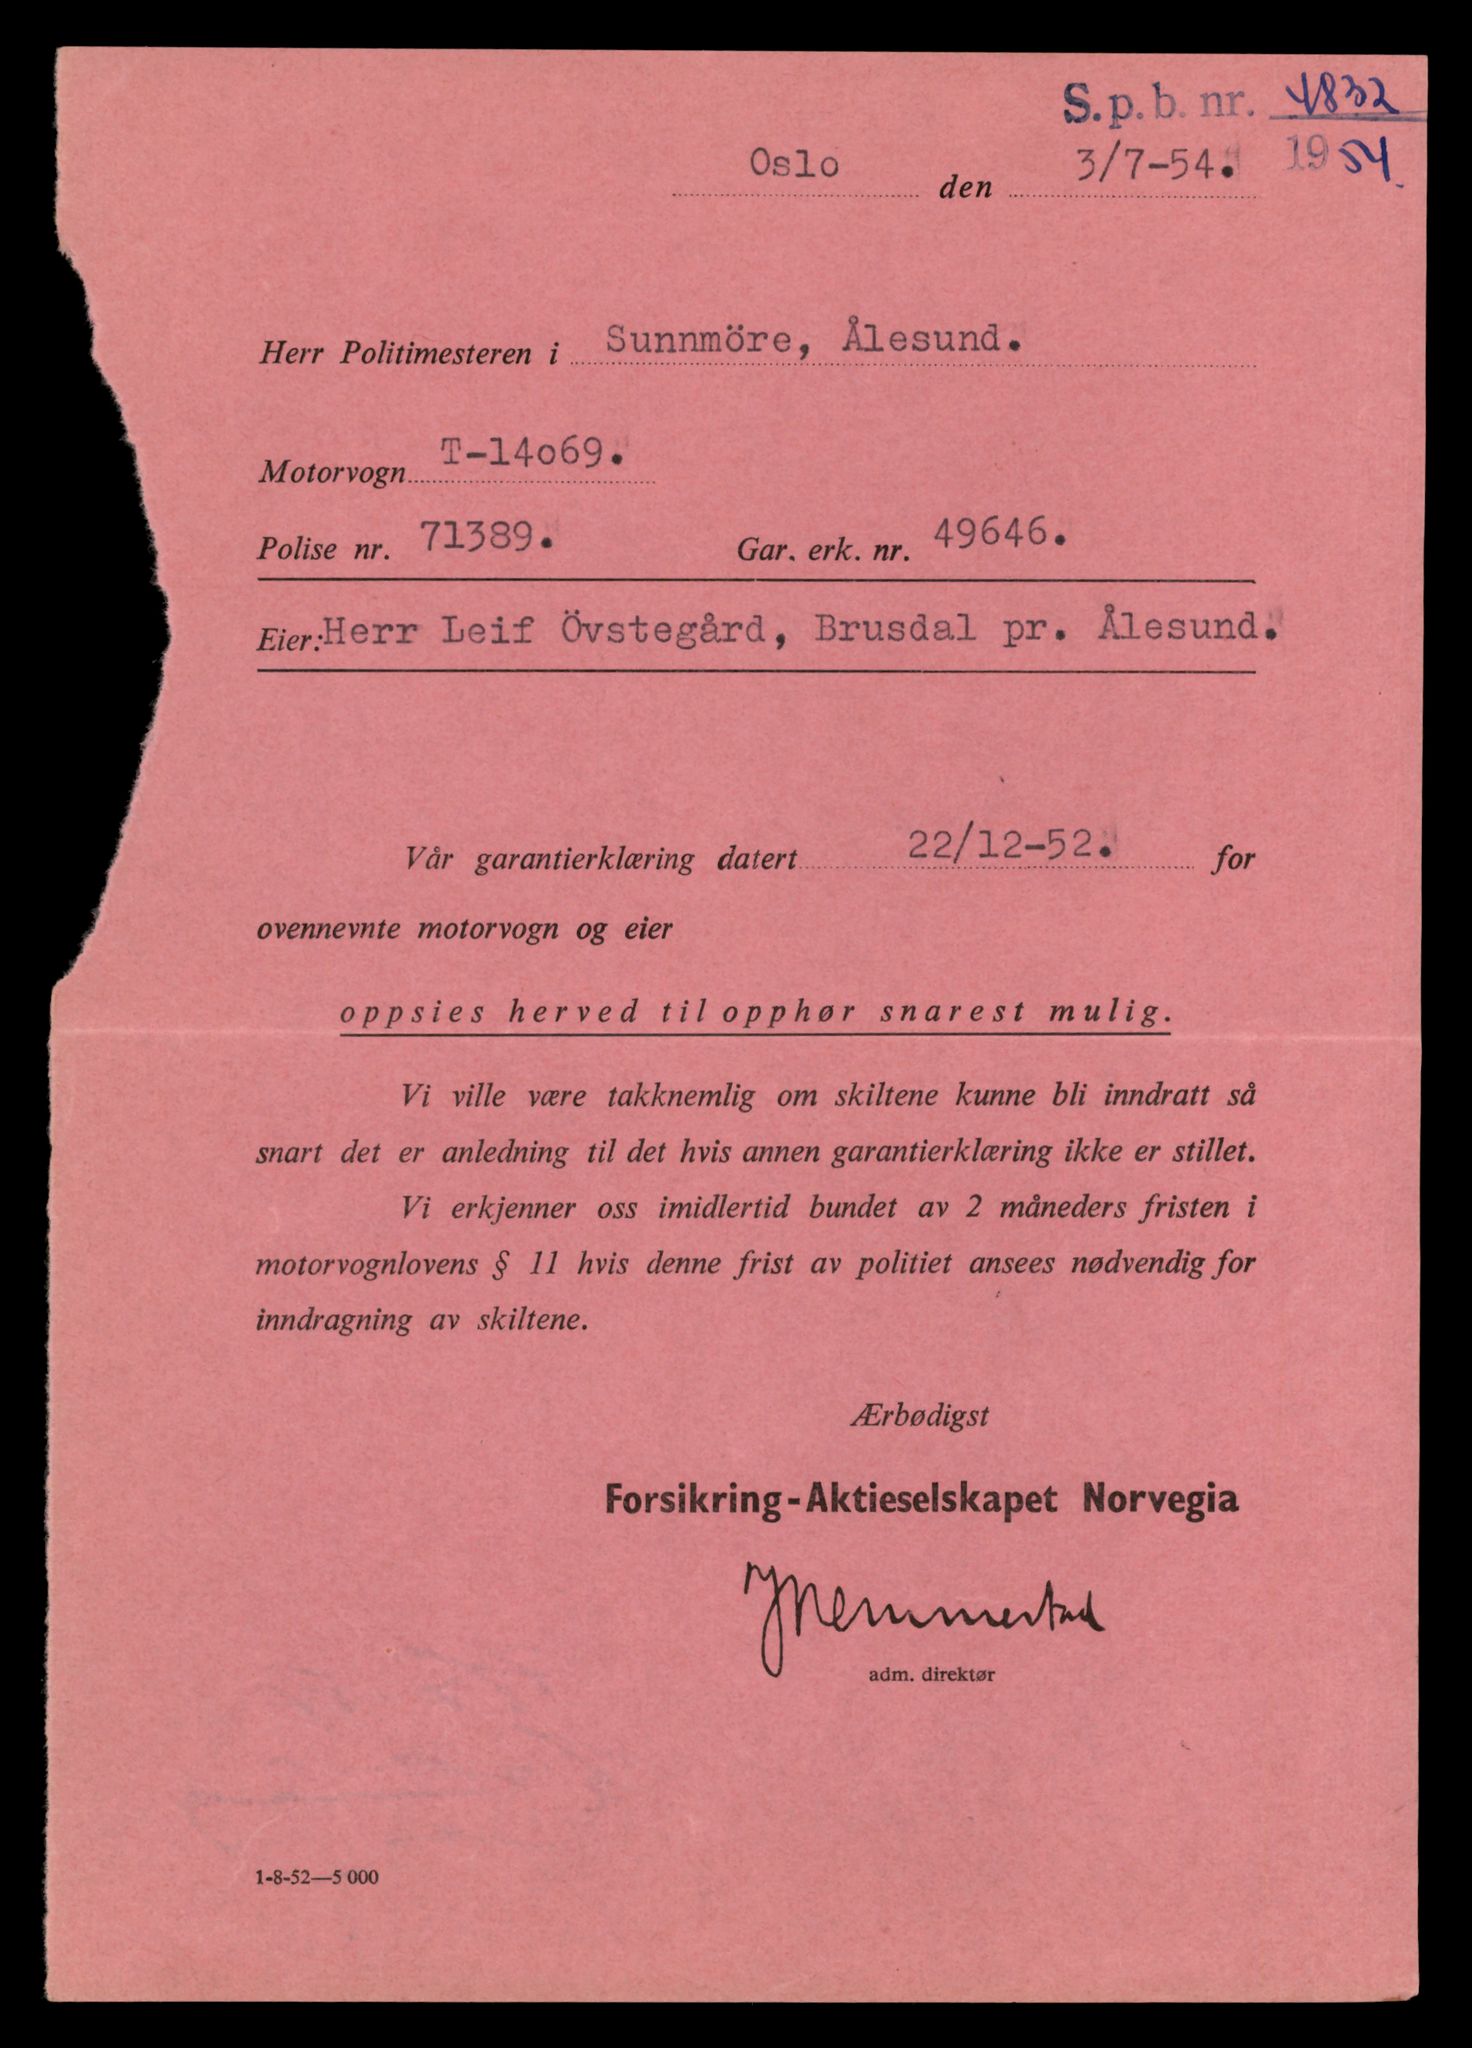 S.p.b. nr. 4832
Oslo den 3/7-54. 1954.
Herr Politimesteren i Sunnmöre, Ålesund.
Motorvogn T-14o69.
Polise nr. 71389. Gar. erk. nr. 49646.
Eier: Herr Leif Övstegård, Brusdal pr. Ålesund.
Vår garantierklæring datert 22/12-52. for
ovennevnte motorvogn og eier
oppsies herved til opphør snarest mulig.
Vi ville være takknemlig om skiltene kunne bli inndratt så
snart det er anledning til det hvis annen garantierklæring ikke er stillet.
Vi erkjenner oss imidlertid bundet av 2 måneders fristen i
motorvognlovens § 11 hvis denne frist av politiet ansees nødvendig for
inndragning av skiltene.
Ærbødigst
Forsikring-Aktieselskapet Norvegia
adm. direktør
1-8-52—5 000